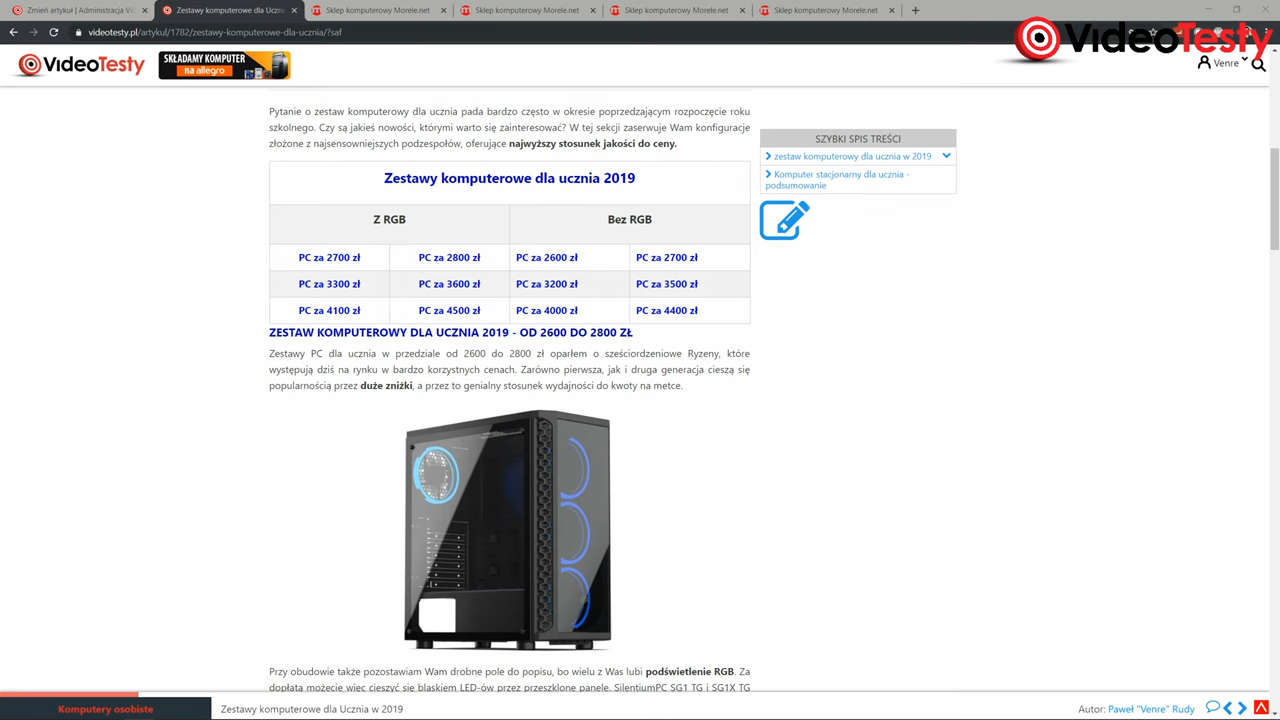 Zmień artykuł | Administracja Vi
Zestawy komputerowe dla Ucznia
Sklep komputerowy Morele.net
Sklep komputerowy Morele.net
Sklep komputerowy Morele.net
Sklep komputerowy Morele.net
videotesty.pl/artykul/1782/zestawy-komputerowe-dla-ucznia/?saf
VideoTesty
VIDEOTESTY
SKŁADAMY KOMPUTER
na allegro
Venre
Pytanie o zestaw komputerowy dla ucznia pada bardzo często w okresie poprzedzającym rozpoczęcie roku
szkolnego. Czy są jakieś nowości, którymi warto się zainteresować? W tej sekcji zaserwuje Wam konfiguracje
złożone z najsensowniejszych podzespołów, oferujące najwyższy stosunek jakości do ceny.
SZYBKI SPIS TREŚCI
zestaw komputerowy dla ucznia w 2019
Komputer stacjonarny dla ucznia -
podsumowanie
Zestawy komputerowe dla ucznia 2019
Z RGB Bez RGB
PC za 2700 zł PC za 2800 zł PC za 2600 zł PC za 2700 zł
PC za 3300 zł PC za 3600 zł PC za 3200 zł PC za 3500 zł
PC za 4100 zł PC za 4500 zł PC za 4000 zł PC za 4400 zł
ZESTAW KOMPUTEROWY DLA UCZNIA 2019 - OD 2600 DO 2800 ZŁ
Zestawy PC dla ucznia w przedziale od 2600 do 2800 zł oparłem o sześciordzeniowe Ryzeny, które
występują dziś na rynku w bardzo korzystnych cenach. Zarówno pierwsza, jak i druga generacja cieszą się
popularnością przez duże zniżki, a przez to genialny stosunek wydajności do kwoty na metce.
Przy obudowie także pozostawiam Wam drobne pole do popisu, bo wielu z Was lubi podświetlenie RGB. Za
dopłatą możecie więc cieszyć się blaskiem LED-ów przez przeszklone panele. SilentiumPC SG1 TG i SG1X TG
Komputery osobiste
Zestawy komputerowe dla Ucznia w 2019
Autor: Paweł "Venre" Rudy